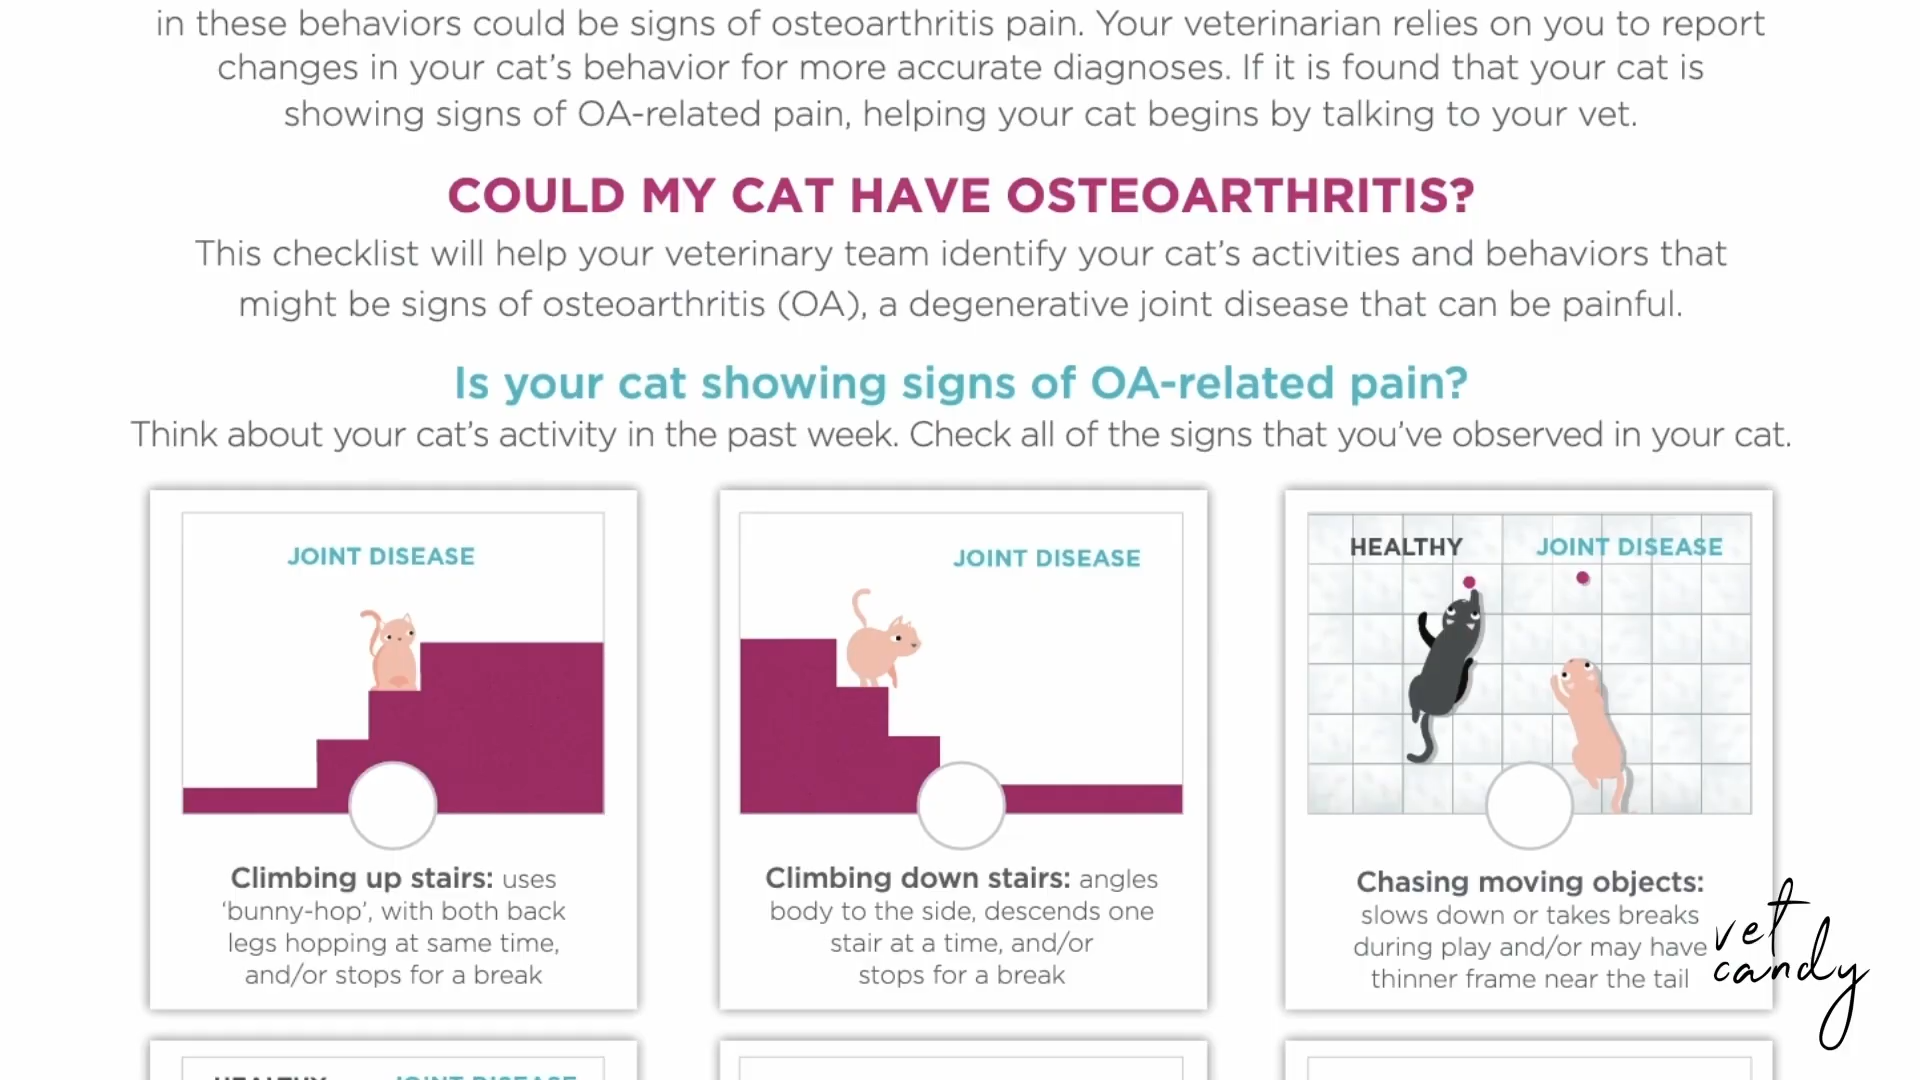 in these behaviors could be signs of osteoarthritis pain. Your veterinarian relies on you to report
changes in your cat's behavior for more accurate diagnoses. If it is found that your cat is
showing signs of OA-related pain, helping your cat begins by talking to your vet.
COULD MY CAT HAVE OSTEOARTHRITIS?
This checklist will help your veterinary team identify your cat's activities and behaviors that
might be signs of osteoarthritis (OA), a degenerative joint disease that can be painful.
Is your cat showing signs of OA-related pain?
Think about your cat's activity in the past week. Check all of the signs that you've observed in your cat.
JOINT DISEASE
Climbing up stairs: uses
‘bunny-hop’, with both back
legs hopping at same time,
and/or stops for a break
JOINT DISEASE
Climbing down stairs: angles
body to the side, descends one
stair at a time, and/or
stops for a break
HEALTHY JOINT DISEASE
Chasing moving objects:
slows down or takes breaks
during play and/or may have
thinner frame near the tail
vet
candy
HEALTHY JOINT DISEASE